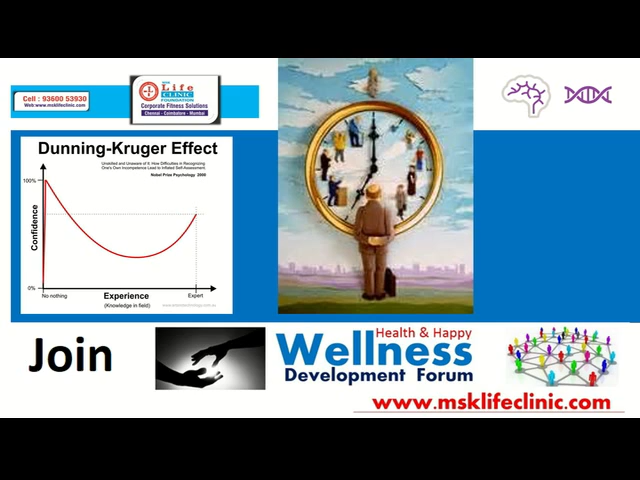 Cell : 93600 53930
Web:www.msklifeclinic.com
MSK
Life
CLINIC
FOUNDATION
Corporate Fitness Solutions
Chennai - Coimbatore - Mumbai
Dunning-Kruger Effect
Unskilled and Unaware of It: How Difficulties in Recognizing
One's Own Incompetence Lead to Inflated Self-Assessment.
Nobel Prize Psychology 2000
100%
Confidence
0%
No nothing
Experience
Expert
(Knowledge in field)
Join
Health & Happy
Wellness
Development Forum
www.msklifeclinic.com